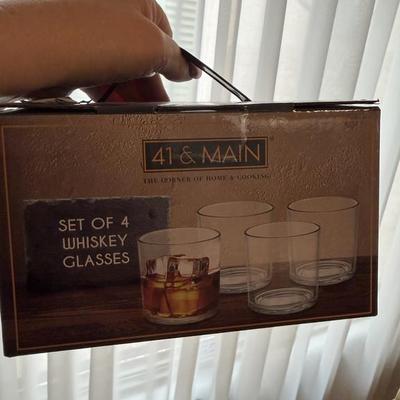 41 & MAIN
THE CORNER OF HOME & COOKING
SET OF 4
WHISKEY
GLASSES